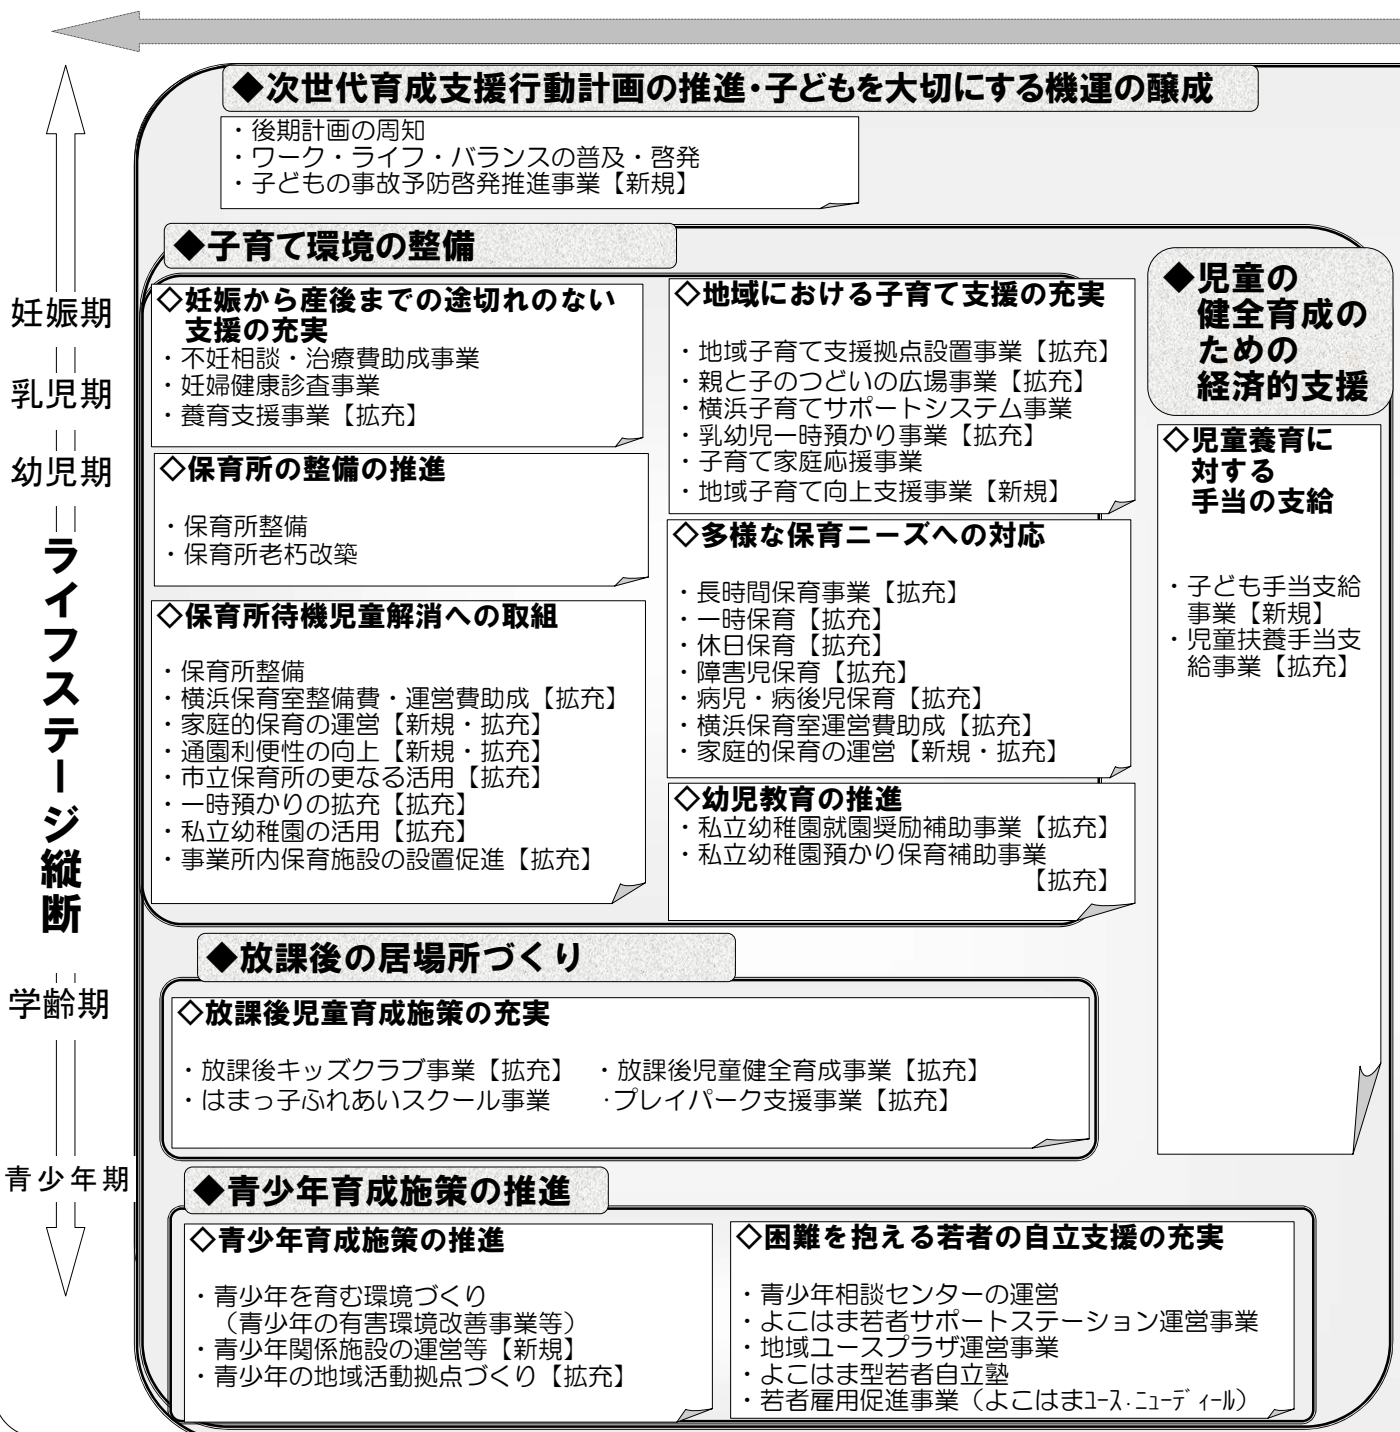 ◆次世代育成支援行動計画の推進･子どもを大切にする機運の醸成
・後期計画の周知
・ワーク・ライフ・バランスの普及・啓発
・子どもの事故予防啓発推進事業【新規】
◆子育て環境の整備
◇妊娠から産後までの途切れのない
支援の充実
・不妊相談・治療費助成事業
・妊婦健康診査事業
・養育支援事業【拡充】
◇保育所の整備の推進
・保育所整備
・保育所老朽改築
◇保育所待機児童解消への取組
・保育所整備
・横浜保育室整備費・運営費助成【拡充】
・家庭的保育の運営【新規・拡充】
・通園利便性の向上【新規・拡充】
・市立保育所の更なる活用【拡充】
・一時預かりの拡充【拡充】
・私立幼稚園の活用【拡充】
・事業所内保育施設の設置促進【拡充】
◇地域における子育て支援の充実
・地域子育て支援拠点設置事業【拡充】
・親と子のつどいの広場事業【拡充】
・横浜子育てサポートシステム事業
・乳幼児一時預かり事業【拡充】
・子育て家庭応援事業
・地域子育て向上支援事業【新規】
◇多様な保育ニーズへの対応
・長時間保育事業【拡充】
・一時保育【拡充】
・休日保育【拡充】
・障害児保育【拡充】
・病児・病後児保育【拡充】
・横浜保育室運営費助成【拡充】
・家庭的保育の運営【新規・拡充】
◇幼児教育の推進
・私立幼稚園就園奨励補助事業【拡充】
・私立幼稚園預かり保育補助事業
【拡充】
◆児童の
健全育成の
ための
経済的支援
◇児童養育に
対する
手当の支給
・子ども手当支給
事業【新規】
・児童扶養手当支
給事業【拡充】
妊娠期
乳児期
幼児期
ライフステージ縦断
学齢期
青少年期
◆放課後の居場所づくり
◇放課後児童育成施策の充実
・放課後キッズクラブ事業【拡充】 ・放課後児童健全育成事業【拡充】
・はまっ子ふれあいスクール事業 ･プレイパーク支援事業【拡充】
◆青少年育成施策の推進
◇青少年育成施策の推進
・青少年を育む環境づくり
（青少年の有害環境改善事業等）
・青少年関係施設の運営等【新規】
・青少年の地域活動拠点づくり【拡充】
◇困難を抱える若者の自立支援の充実
・青少年相談センターの運営
・よこはま若者サポートステーション運営事業
・地域ユースプラザ運営事業
・よこはま型若者自立塾
・若者雇用促進事業（よこはまﾕｰｽ･ﾆｭｰﾃﾞｨｰﾙ）